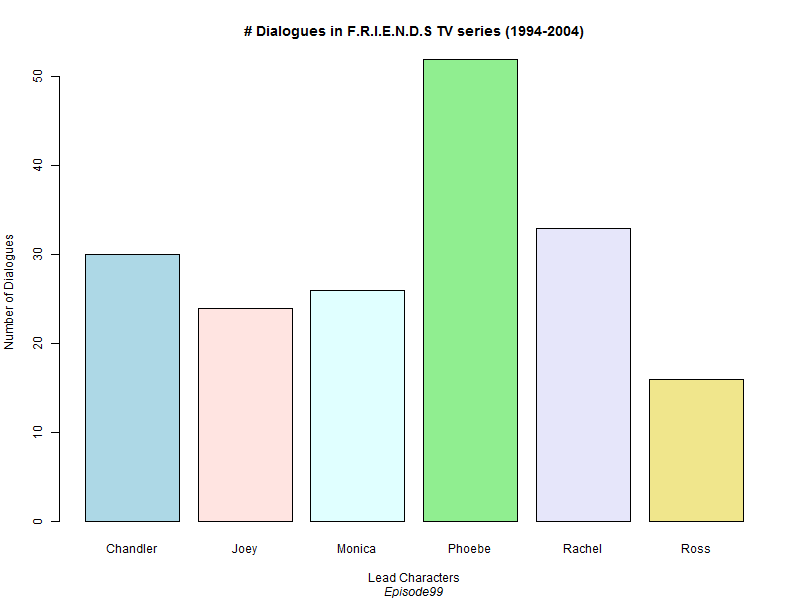 # Dialogues in F.R.I.E.N.D.S TV series (1994-2004)
Number of Dialogues
50
40
30
20
10
0
Chandler Joey Monica Phoebe Rachel Ross
Lead Characters
Episode99